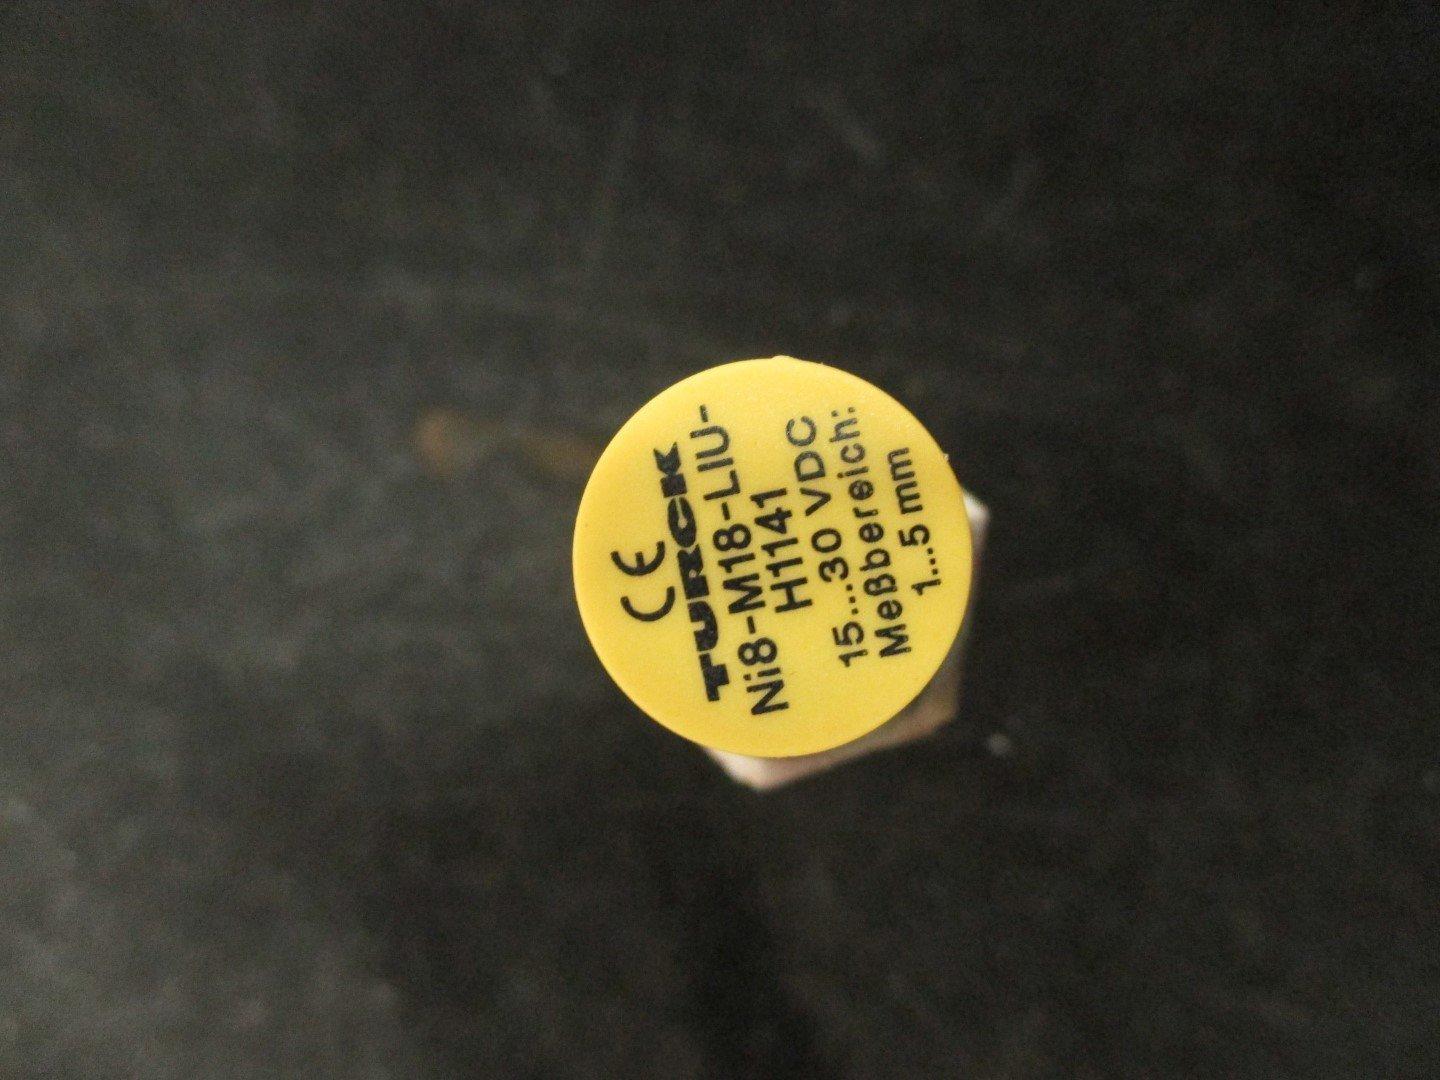 CE
TURCK
Ni8-M18-LIU-
H1141
15...30 VDC
Meßbereich:
1...5 mm